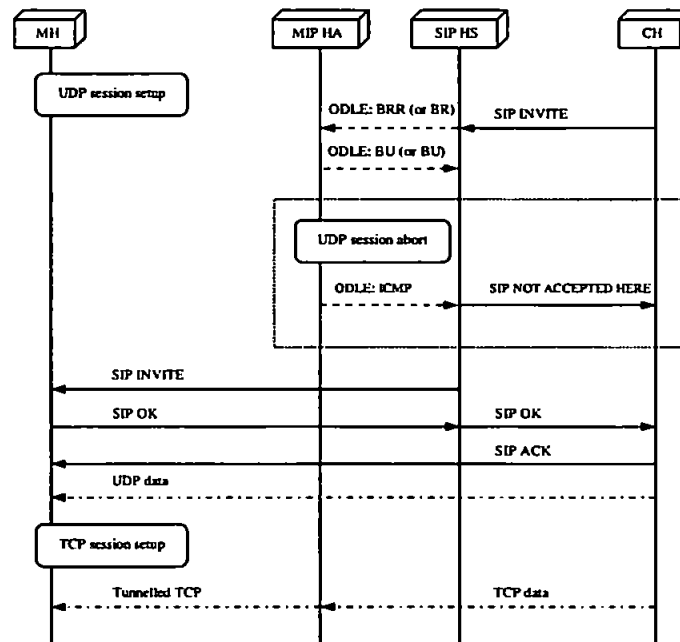 MH
MIP HA
SIP HS
CH
UDP session setup
ODLE: BRR (or BR)
SIP INVITE
ODLE: BU (or BU)
UDP session abort
ODLE: ICMP
SIP NOT ACCEPTED HERE
SIP INVITE
SIP OK
SIP OK
SIP ACK
UDP data
TCP session setup
Tunnelled TCP
TCP data